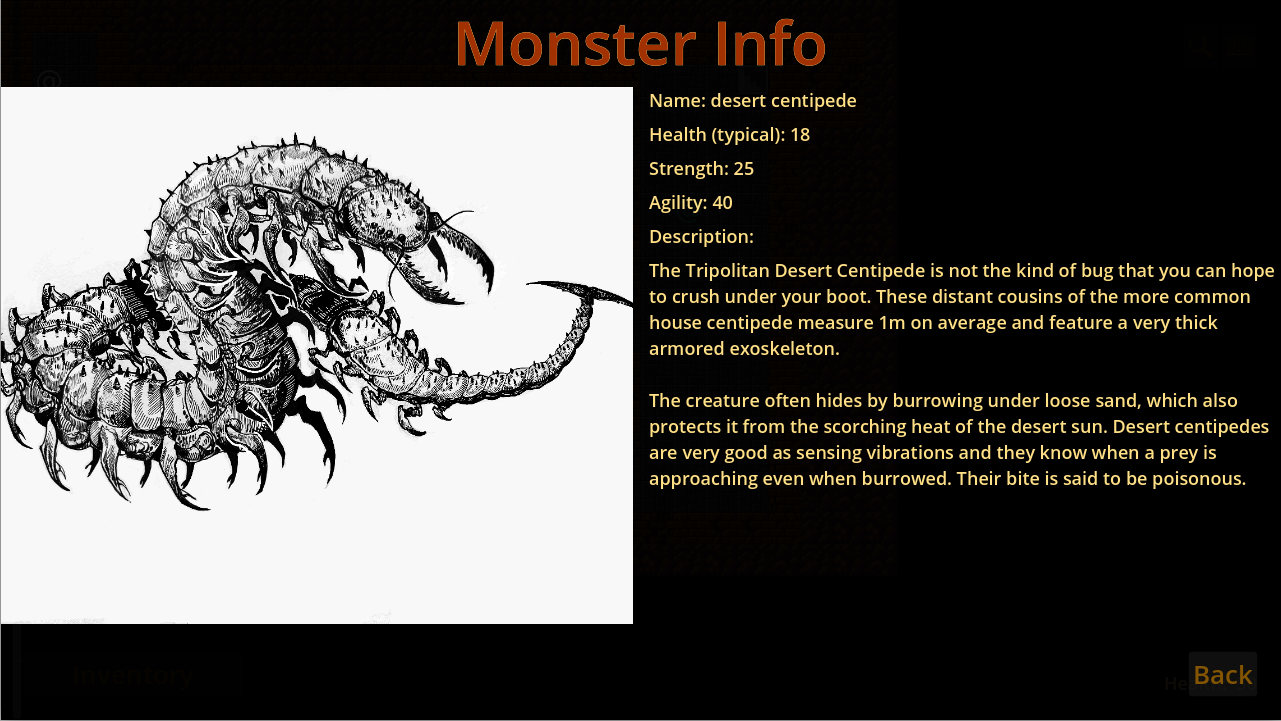 Monster Info
@
Name: desert centipede
Health (typical): 18
Strength: 25
Agility: 40
Description:
The Tripolitan Desert Centipede is not the kind of bug that you can hope
to crush under your boot. These distant cousins of the more common
house centipede measure 1m on average and feature a very thick
armored exoskeleton.
The creature often hides by burrowing under loose sand, which also
protects it from the scorching heat of the desert sun. Desert centipedes
are very good as sensing vibrations and they know when a prey is
approaching even when burrowed. Their bite is said to be poisonous.
Inventory
Back